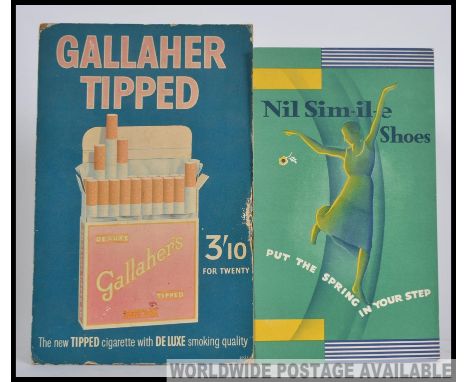 GALLAHER
TIPPED
DE LUXE
Gallaher's
TIPPED
3'10
FOR TWENTY
The new TIPPED cigarette with DE LUXE smoking quality
Nil Sim·il·e
Shoes
PUT THE SPRING IN YOUR STEP
WORLDWIDE POSTAGE AVAILABLE